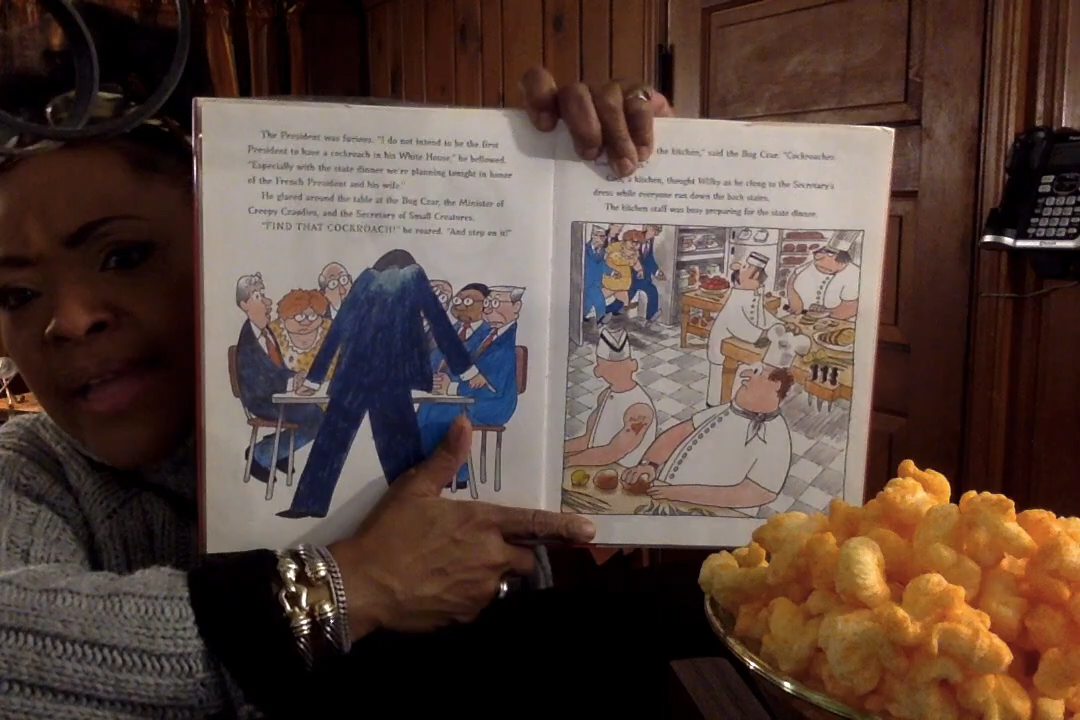 The President was furious. "I do not intend to be the first
President to have a cockroach in his White House," he bellowed.
"Especially with the state dinner we're planning tonight in honor
of the French President and his wife."
He glared around the table at the Bug Czar, the Minister of
Creepy Crawlies, and the Secretary of Small Creatures.
"FIND THAT COCKROACH!" he roared. "And step on it!"
the kitchen," said the Bug Czar. "Cockroaches
a kitchen, thought Willky as he clung to the Secretary's
dress while everyone ran down the back stairs.
The kitchen staff was busy preparing for the state dinner.